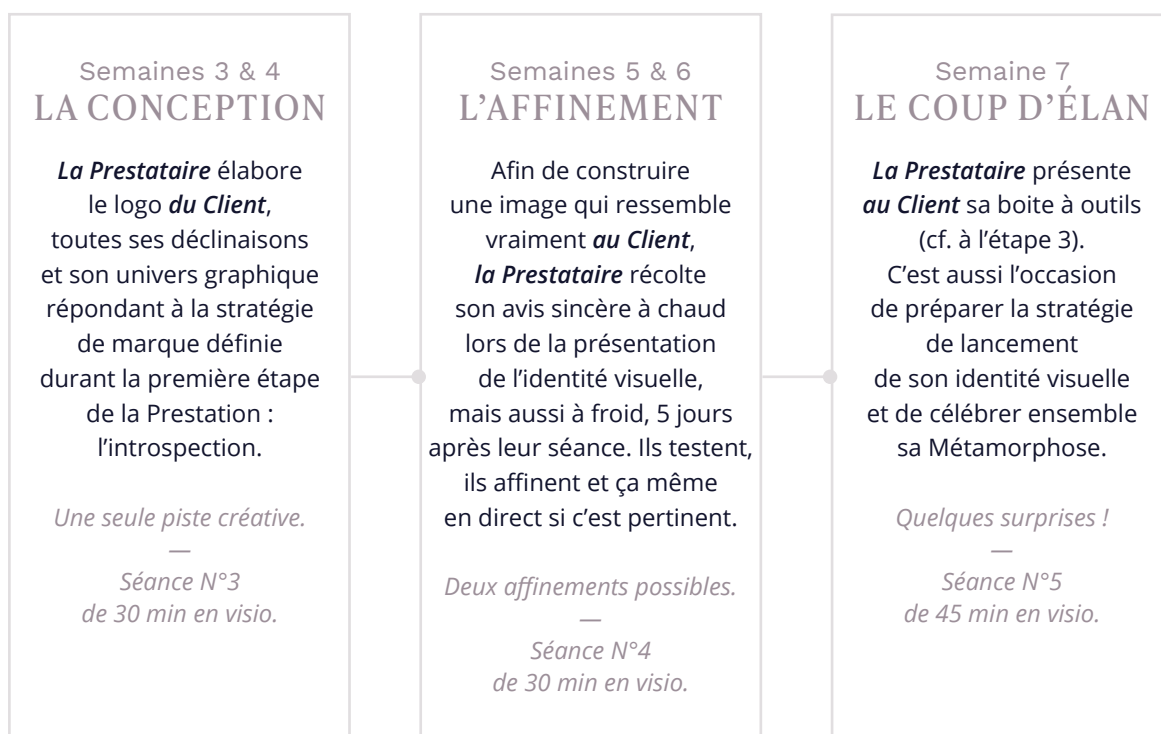 Semaines 3 & 4
LA CONCEPTION
La Prestataire élabore
le logo du Client,
toutes ses déclinaisons
et son univers graphique
répondant à la stratégie
de marque définie
durant la première étape
de la Prestation :
l’introspection.
Une seule piste créative.
—
Séance N°3
de 30 min en visio.
Semaines 5 & 6
L’AFFINEMENT
Afin de construire
une image qui ressemble
vraiment au Client,
la Prestataire récolte
son avis sincère à chaud
lors de la présentation
de l’identité visuelle,
mais aussi à froid, 5 jours
après leur séance. Ils testent,
ils affinent et ça même
en direct si c’est pertinent.
Deux affinements possibles.
—
Séance N°4
de 30 min en visio.
Semaine 7
LE COUP D’ÉLAN
La Prestataire présente
au Client sa boite à outils
(cf. à l’étape 3).
C’est aussi l’occasion
de préparer la stratégie
de lancement
de son identité visuelle
et de célébrer ensemble
sa Métamorphose.
Quelques surprises !
—
Séance N°5
de 45 min en visio.